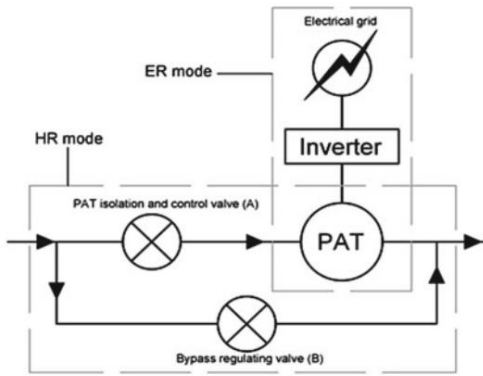 Electrical grid
ER mode
HR mode
Inverter
PAT isolation and control valve (A)
PAT
Bypass regulating valve (B)